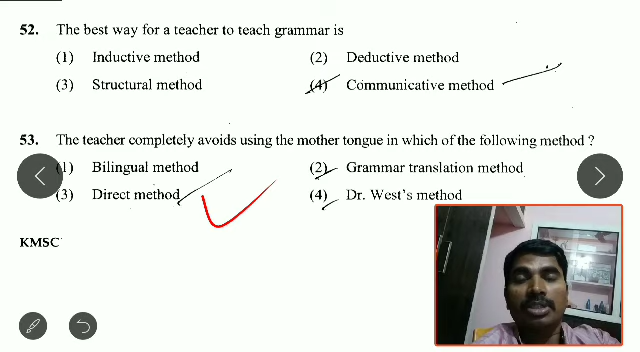 52. The best way for a teacher to teach grammar is
(1) Inductive method (2) Deductive method
(3) Structural method (4) Communicative method
53. The teacher completely avoids using the mother tongue in which of the following method ?
1) Bilingual method (2) Grammar translation method
(3) Direct method (4) Dr. West's method
KMSC